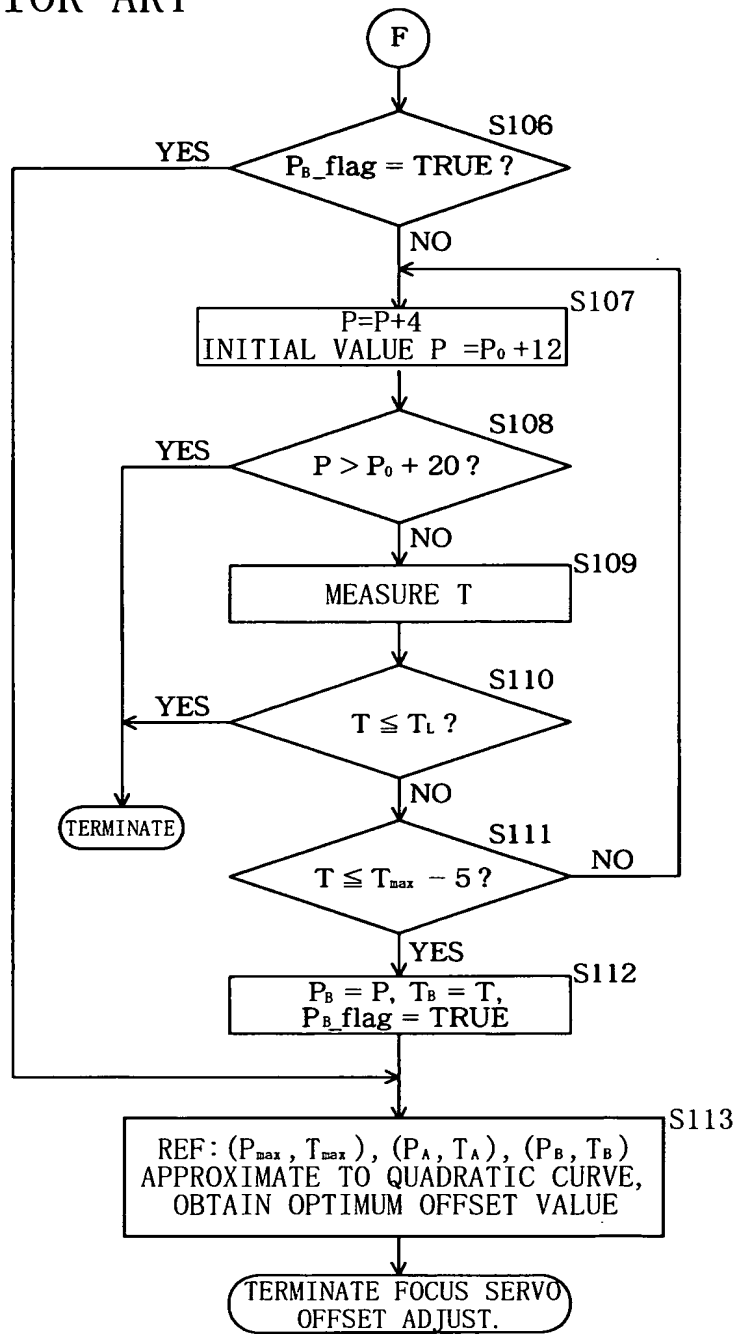 F
S106
YES
P_B_flag = TRUE ?
NO
S107
P=P+4
INITIAL VALUE P =P₀+12
S108
YES
P > P₀ + 20 ?
NO
S109
MEASURE T
S110
YES
T ≦ T_L ?
NO
TERMINATE
S111
NO
T ≦ T_max − 5 ?
YES
S112
P_B = P, T_B = T,
P_B_flag = TRUE
S113
REF: (P_max, T_max), (P_A, T_A), (P_B, T_B)
APPROXIMATE TO QUADRATIC CURVE,
OBTAIN OPTIMUM OFFSET VALUE
TERMINATE FOCUS SERVO
OFFSET ADJUST.